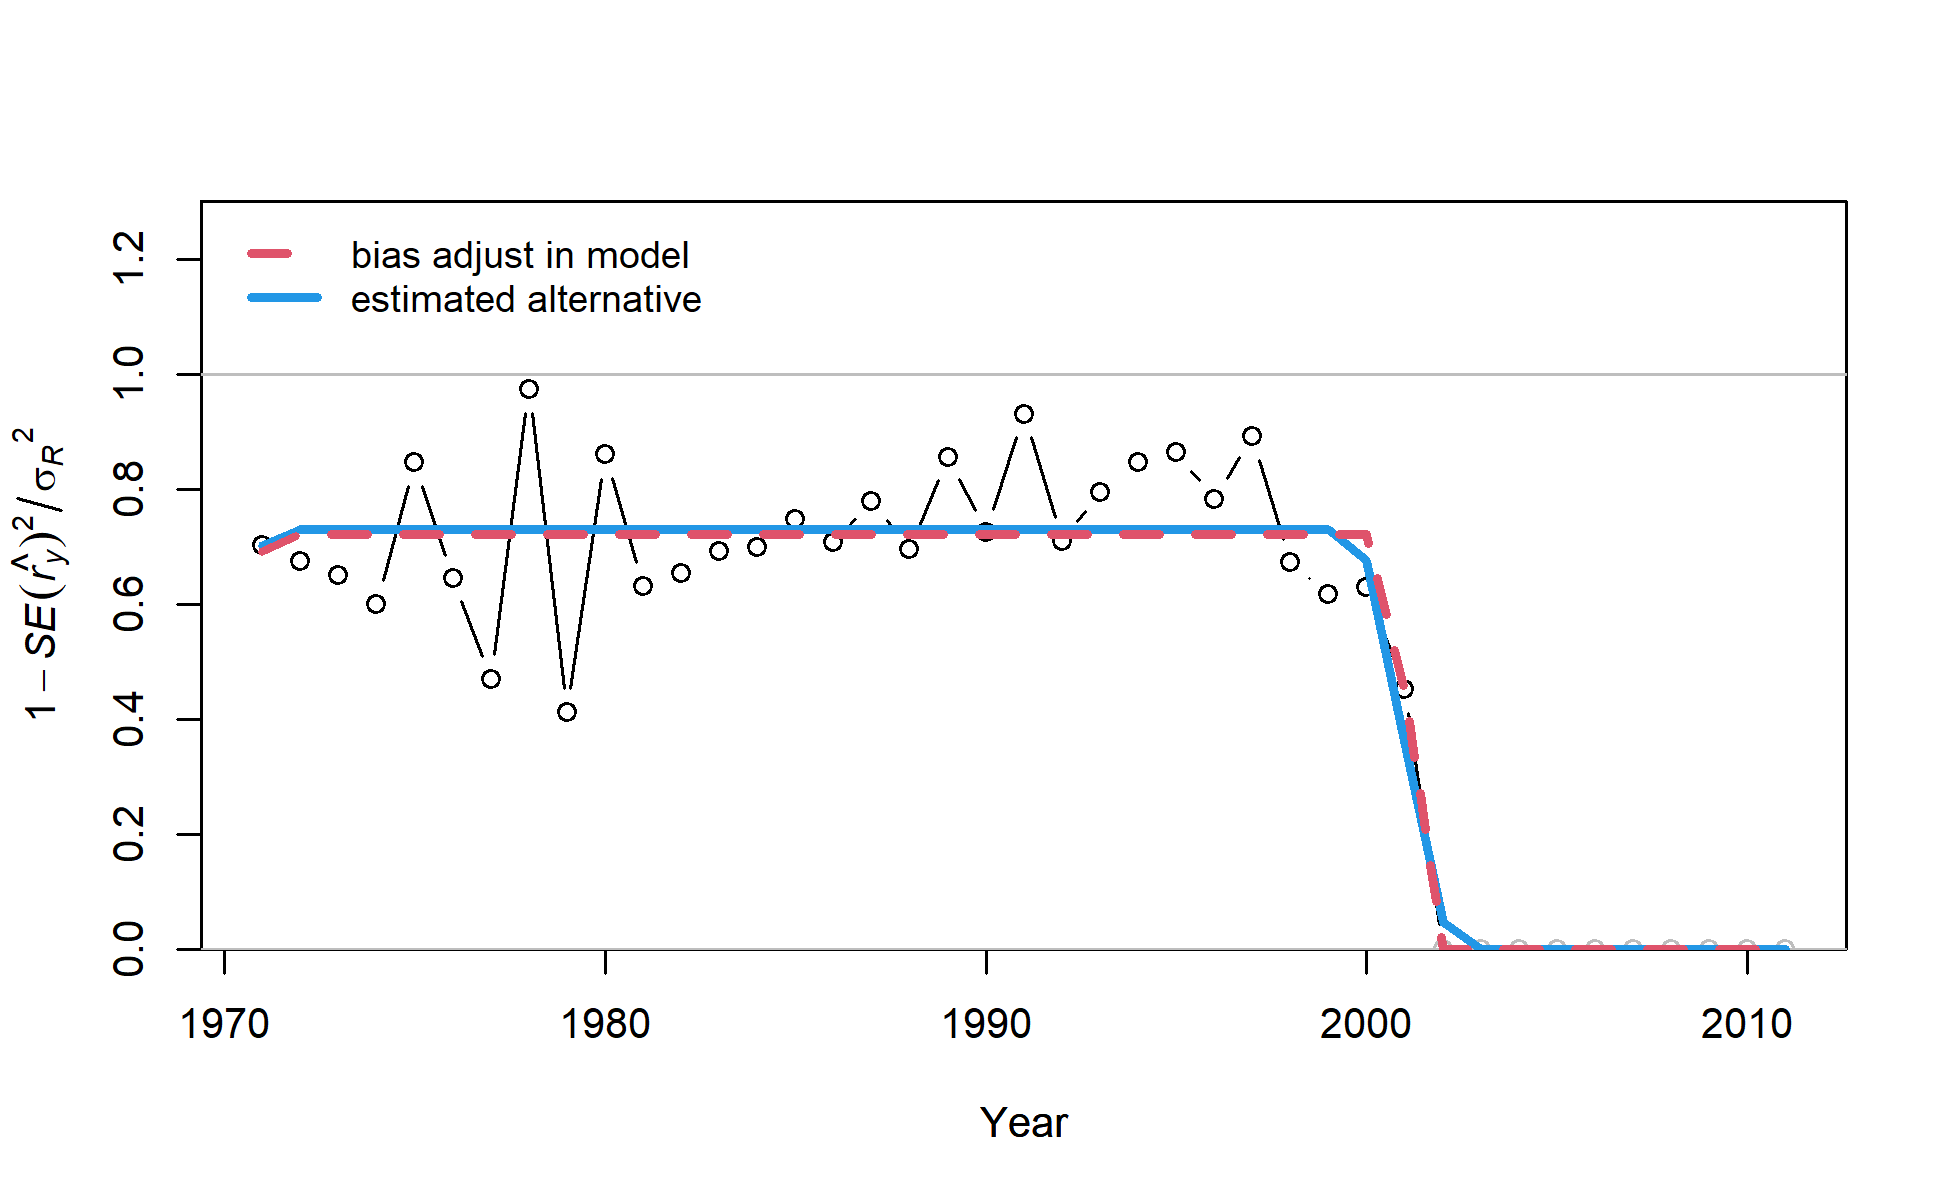 bias adjust in model
estimated alternative
1 − SE(r̂y)² / σR²
1.2
1.0
0.8
0.6
0.4
0.2
0.0
1970 1980 1990 2000 2010
Year